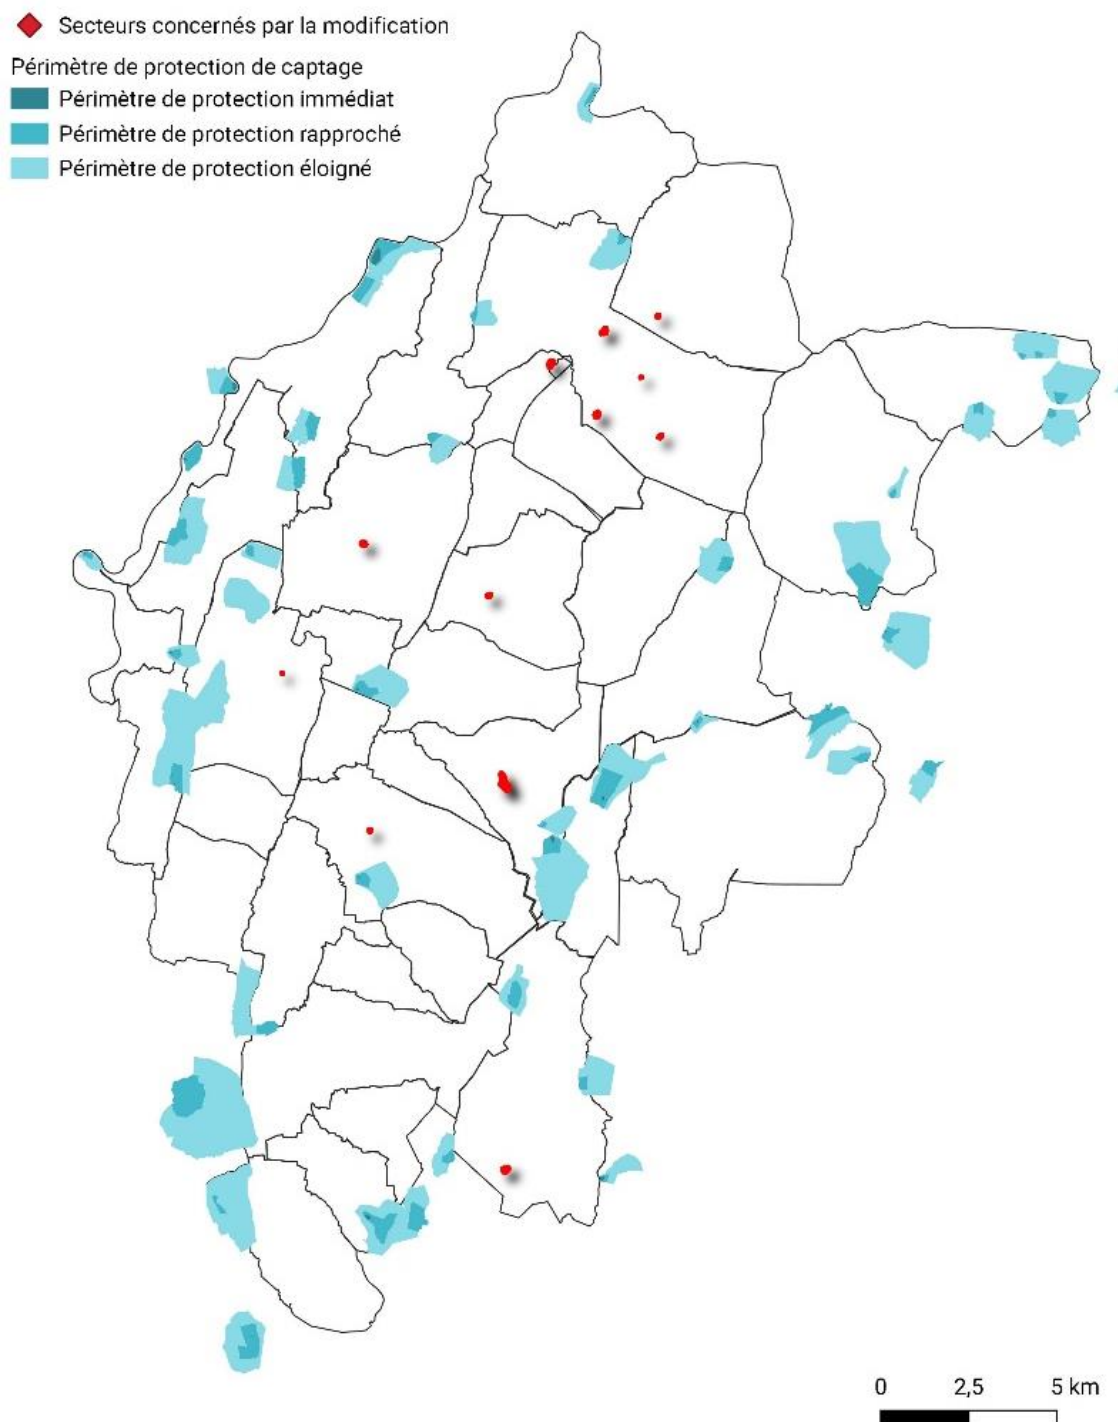 Secteurs concernés par la modification
Périmètre de protection de captage
Périmètre de protection immédiat
Périmètre de protection rapproché
Périmètre de protection éloigné
0 2,5 5 km